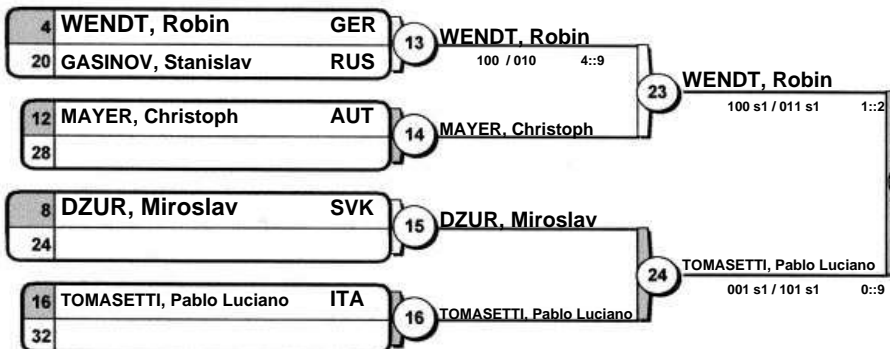 4 WENDT, Robin GER
20 GASINOV, Stanislav RUS
13
WENDT, Robin
100 / 010 4::9
12 MAYER, Christoph AUT
28
14
MAYER, Christoph
23
WENDT, Robin
100 s1 / 011 s1 1::2
8 DZUR, Miroslav SVK
24
15
DZUR, Miroslav
16 TOMASETTI, Pablo Luciano ITA
32
16
TOMASETTI, Pablo Luciano
24
TOMASETTI, Pablo Luciano
001 s1 / 101 s1 0::9